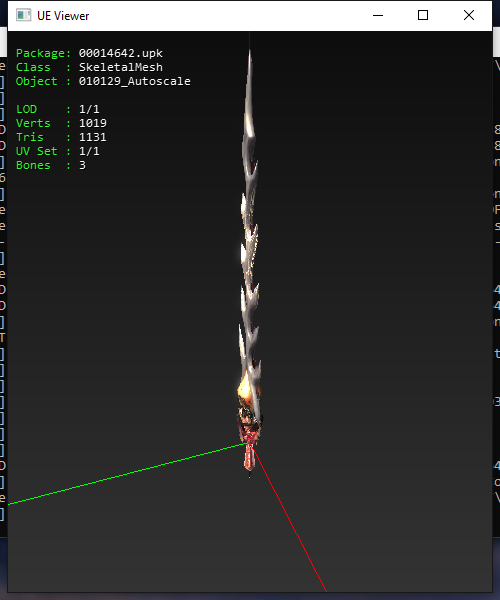 UE Viewer
Package: 00014642.upk
Class  : SkeletalMesh
Object : 010129_Autoscale
LOD    : 1/1
Verts  : 1019
Tris   : 1131
UV Set : 1/1
Bones  : 3